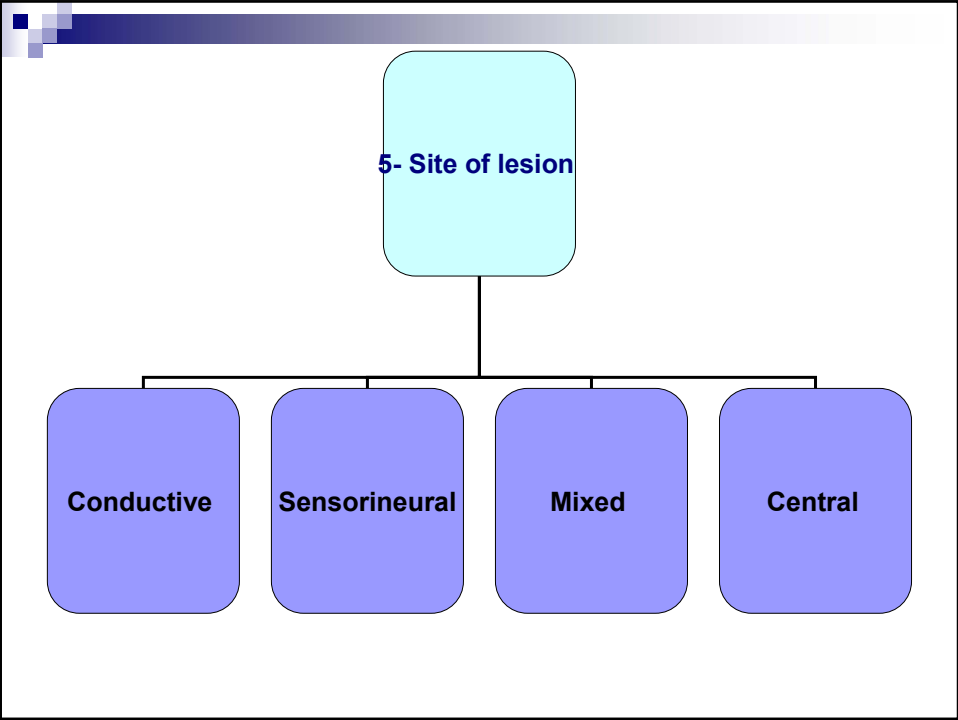 5- Site of lesion
Conductive
Sensorineural
Mixed
Central